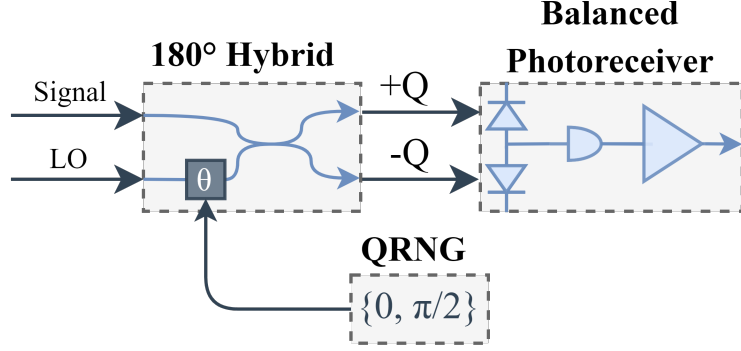 Balanced
Photoreceiver
180° Hybrid
Signal
+Q
LO
-Q
θ
QRNG
{0, π/2}